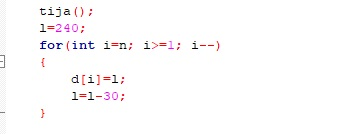 tija();
l=240;
for(int i=n; i>=1; i--)
{
d[i]=l;
l=l-30;
}